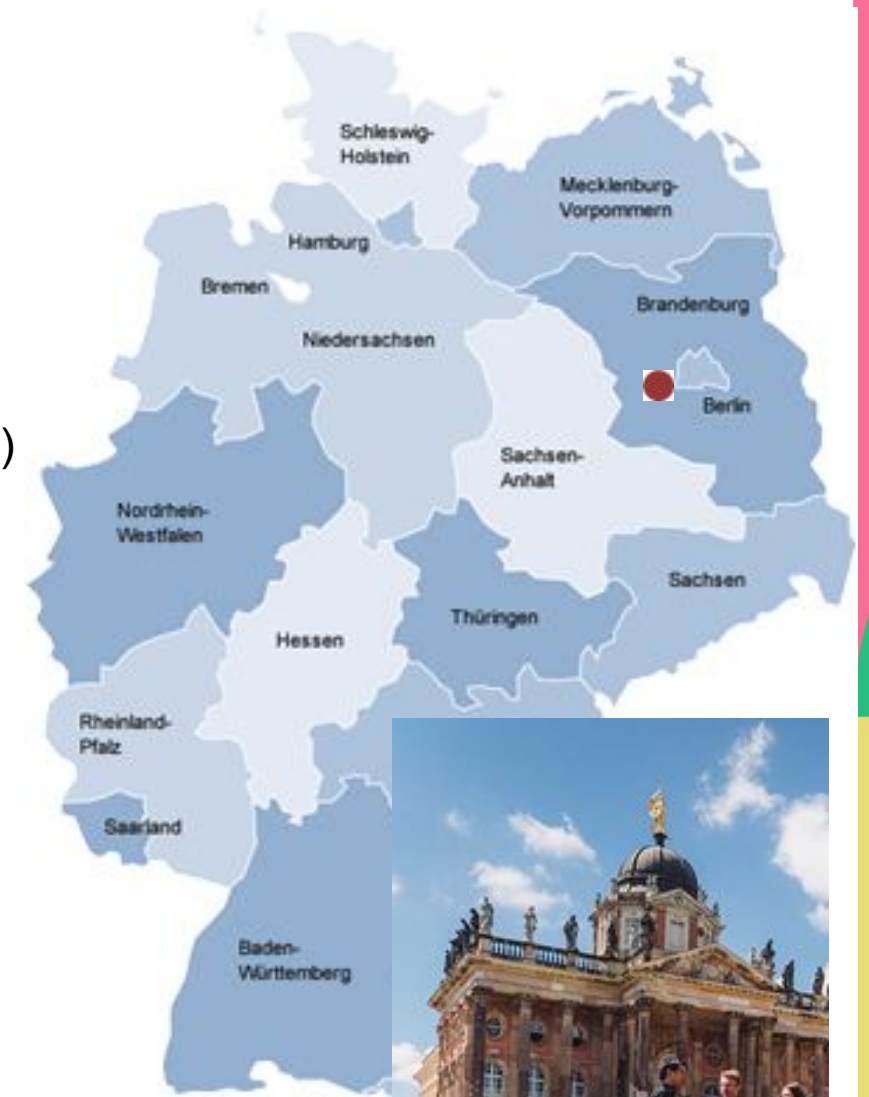 Schleswig-
Holstein
Mecklenburg-
Vorpommern
Hamburg
Bremen
Brandenburg
Niedersachsen
Berlin
)
Sachsen-
Anhalt
Nordrhein-
Westfalen
Sachsen
Thüringen
Hessen
Rheinland-
Pfalz
Saarland
Baden-
Württemberg